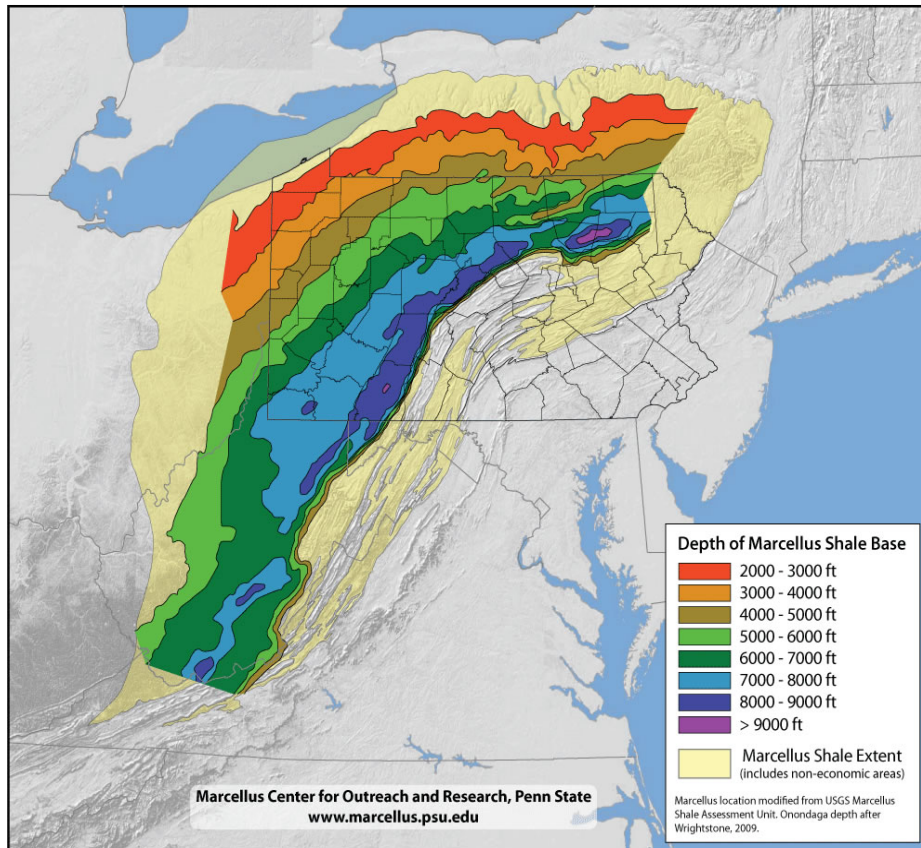 Depth of Marcellus Shale Base
2000 - 3000 ft
3000 - 4000 ft
4000 - 5000 ft
5000 - 6000 ft
6000 - 7000 ft
7000 - 8000 ft
8000 - 9000 ft
> 9000 ft
Marcellus Shale Extent
(includes non-economic areas)
Marcellus location modified from USGS Marcellus
Shale Assessment Unit. Onondaga depth after
Wrightstone, 2009.
Marcellus Center for Outreach and Research, Penn State
www.marcellus.psu.edu